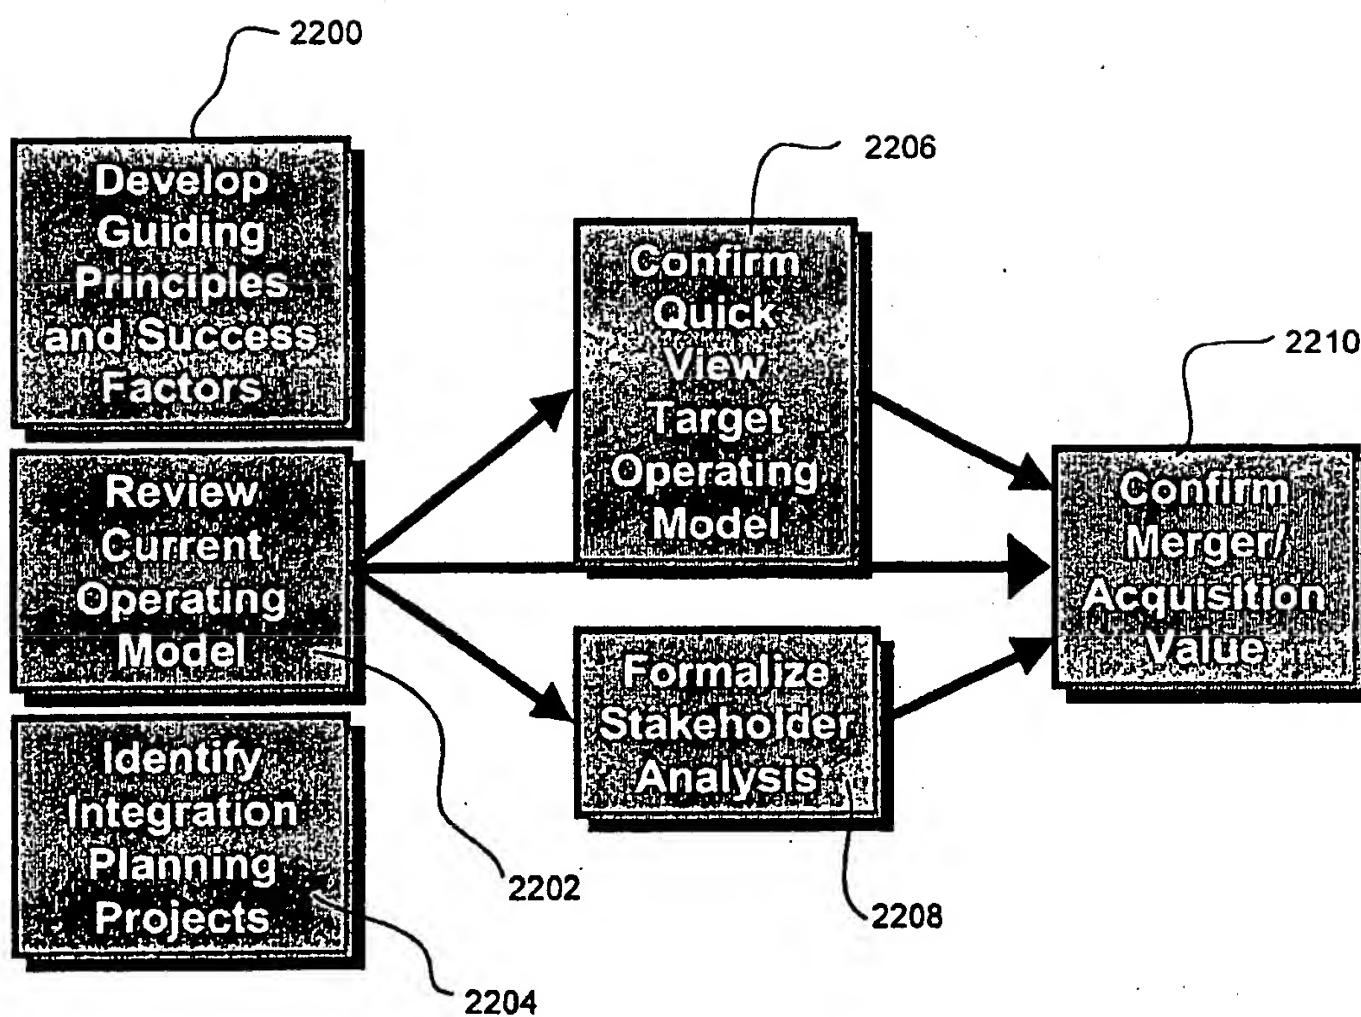 2200
Develop
Guiding
Principles
and Success
Factors
Review
Current
Operating
Model
2202
Identify
Integration
Planning
Projects
2204
2206
Confirm
Quick
View
Target
Operating
Model
Formalize
Stakeholder
Analysis
2208
2210
Confirm
Merger/
Acquisition
Value